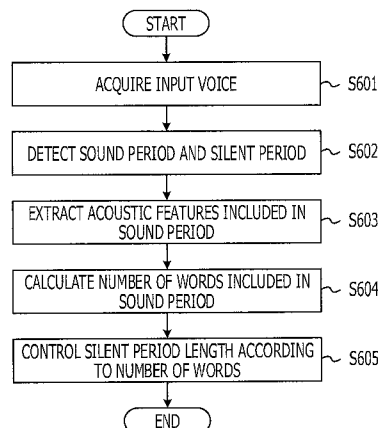 START
ACQUIRE INPUT VOICE
S601
DETECT SOUND PERIOD AND SILENT PERIOD
S602
EXTRACT ACOUSTIC FEATURES INCLUDED IN
SOUND PERIOD
S603
CALCULATE NUMBER OF WORDS INCLUDED IN
SOUND PERIOD
S604
CONTROL SILENT PERIOD LENGTH ACCORDING
TO NUMBER OF WORDS
S605
END